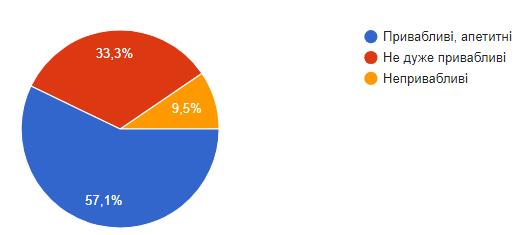 33,3%
9,5%
57,1%
Привабливі, апетитні
Не дуже привабливі
Непривабливі